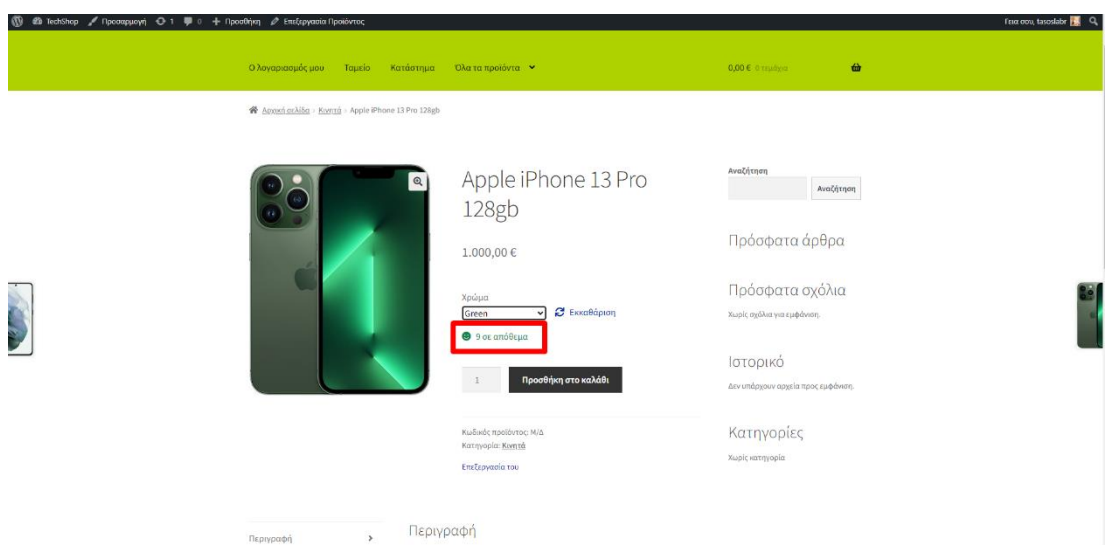 TechShop Προσαρμογή 1 0 + Προσθήκη Επεξεργασία Προϊόντος Γεια σου, tasoslabr
Ο λογαριασμός μου Ταμείο Κατάστημα Όλα τα προϊόντα 0,00 € 0 τεμάχια
Αρχική σελίδα › Κινητά › Apple iPhone 13 Pro 128gb
Apple iPhone 13 Pro
128gb
1.000,00 €
Χρώμα
Green Εκκαθάριση
9 σε απόθεμα
1 Προσθήκη στο καλάθι
Κωδικός προϊόντος: Μ/Δ
Κατηγορία: Κινητά
Επεξεργασία του
Αναζήτηση
Αναζήτηση
Πρόσφατα άρθρα
Πρόσφατα σχόλια
Χωρίς σχόλια για εμφάνιση.
Ιστορικό
Δεν υπάρχουν αρχεία προς εμφάνιση.
Κατηγορίες
Χωρίς κατηγορία
Περιγραφή
Περιγραφή